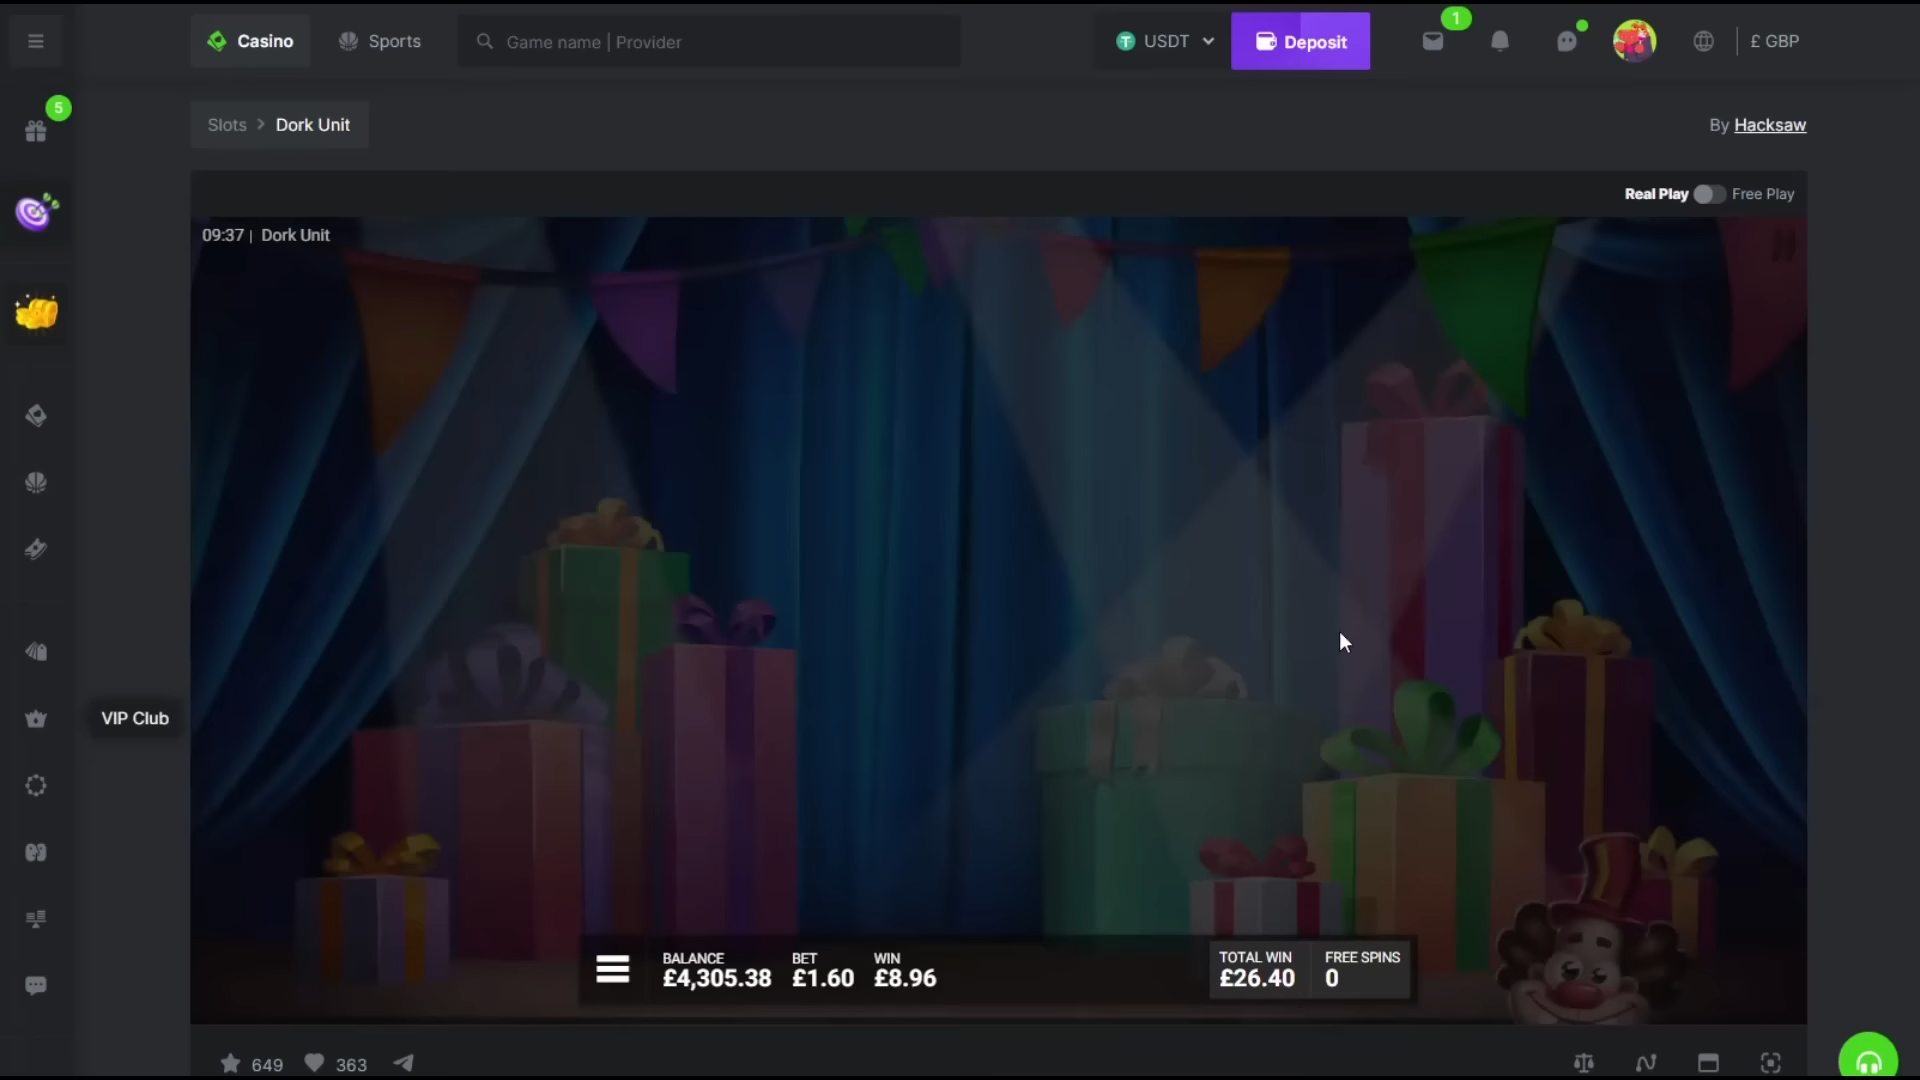 Casino
Sports
Game name | Provider
USDT
Deposit
1
£ GBP
5
Slots > Dork Unit
By Hacksaw
Real Play
Free Play
09:37 | Dork Unit
VIP Club
BALANCE
£4,305.38
BET
£1.60
WIN
£8.96
TOTAL WIN
£26.40
FREE SPINS
0
649
363